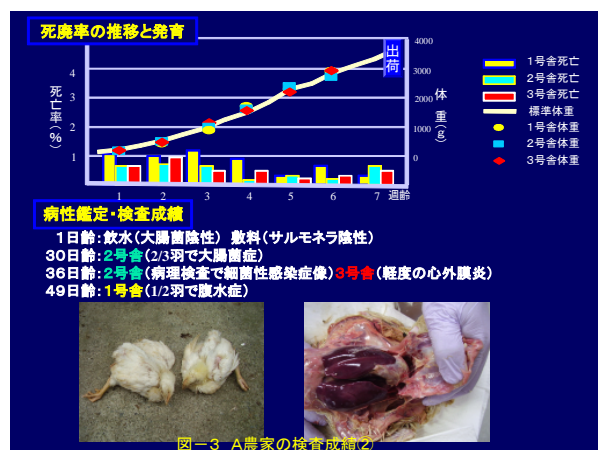 死廃率の推移と発育
死亡率(%)
4
3
2
1
1 2 3 4 5 6 7 週齢
出荷
4000
3000
2000
1000
0
体重(g)
1号舎死亡
2号舎死亡
3号舎死亡
標準体重
1号舎体重
2号舎体重
3号舎体重
病性鑑定・検査成績
1日齢:飲水(大腸菌陰性) 敷料(サルモネラ陰性)
30日齢:2号舎(2/3羽で大腸菌症)
36日齢:2号舎(病理検査で細菌性感染症像)3号舎(軽度の心外膜炎)
49日齢:1号舎(1/2羽で腹水症)
図-3 A農家の検査成績②